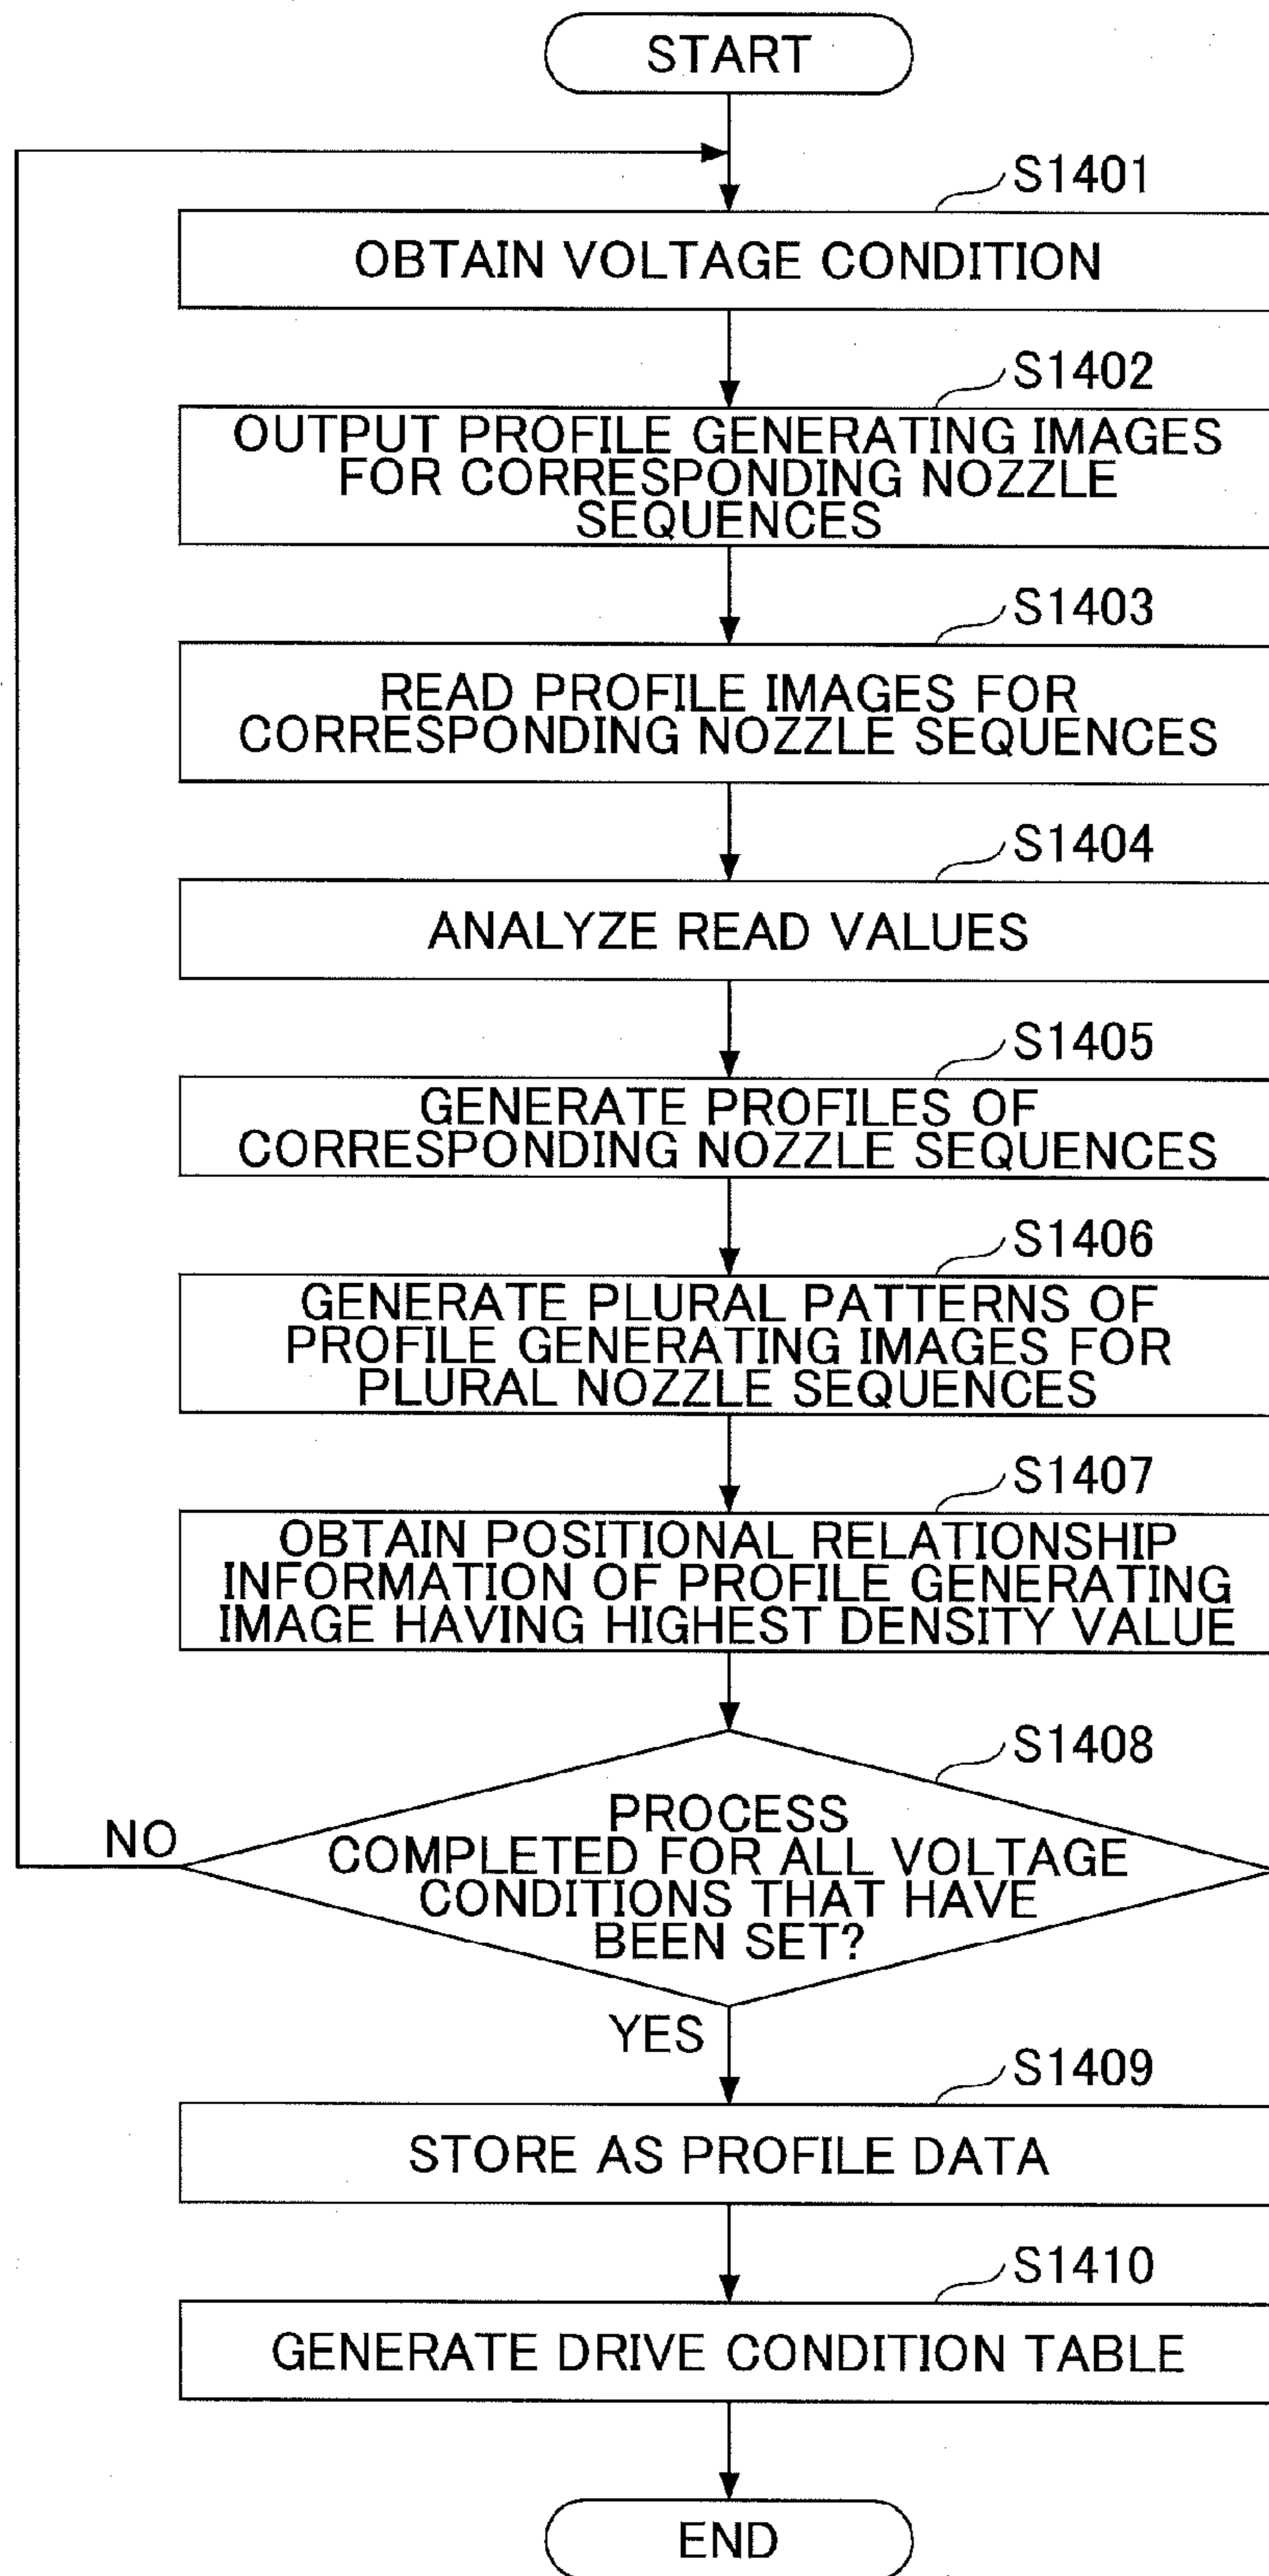 START
S1401
OBTAIN VOLTAGE CONDITION
S1402
OUTPUT PROFILE GENERATING IMAGES
FOR CORRESPONDING NOZZLE
SEQUENCES
S1403
READ PROFILE IMAGES FOR
CORRESPONDING NOZZLE SEQUENCES
S1404
ANALYZE READ VALUES
S1405
GENERATE PROFILES OF
CORRESPONDING NOZZLE SEQUENCES
S1406
GENERATE PLURAL PATTERNS OF
PROFILE GENERATING IMAGES FOR
PLURAL NOZZLE SEQUENCES
S1407
OBTAIN POSITIONAL RELATIONSHIP
INFORMATION OF PROFILE GENERATING
IMAGE HAVING HIGHEST DENSITY VALUE
S1408
PROCESS
COMPLETED FOR ALL VOLTAGE
CONDITIONS THAT HAVE
BEEN SET?
NO
YES
S1409
STORE AS PROFILE DATA
S1410
GENERATE DRIVE CONDITION TABLE
END